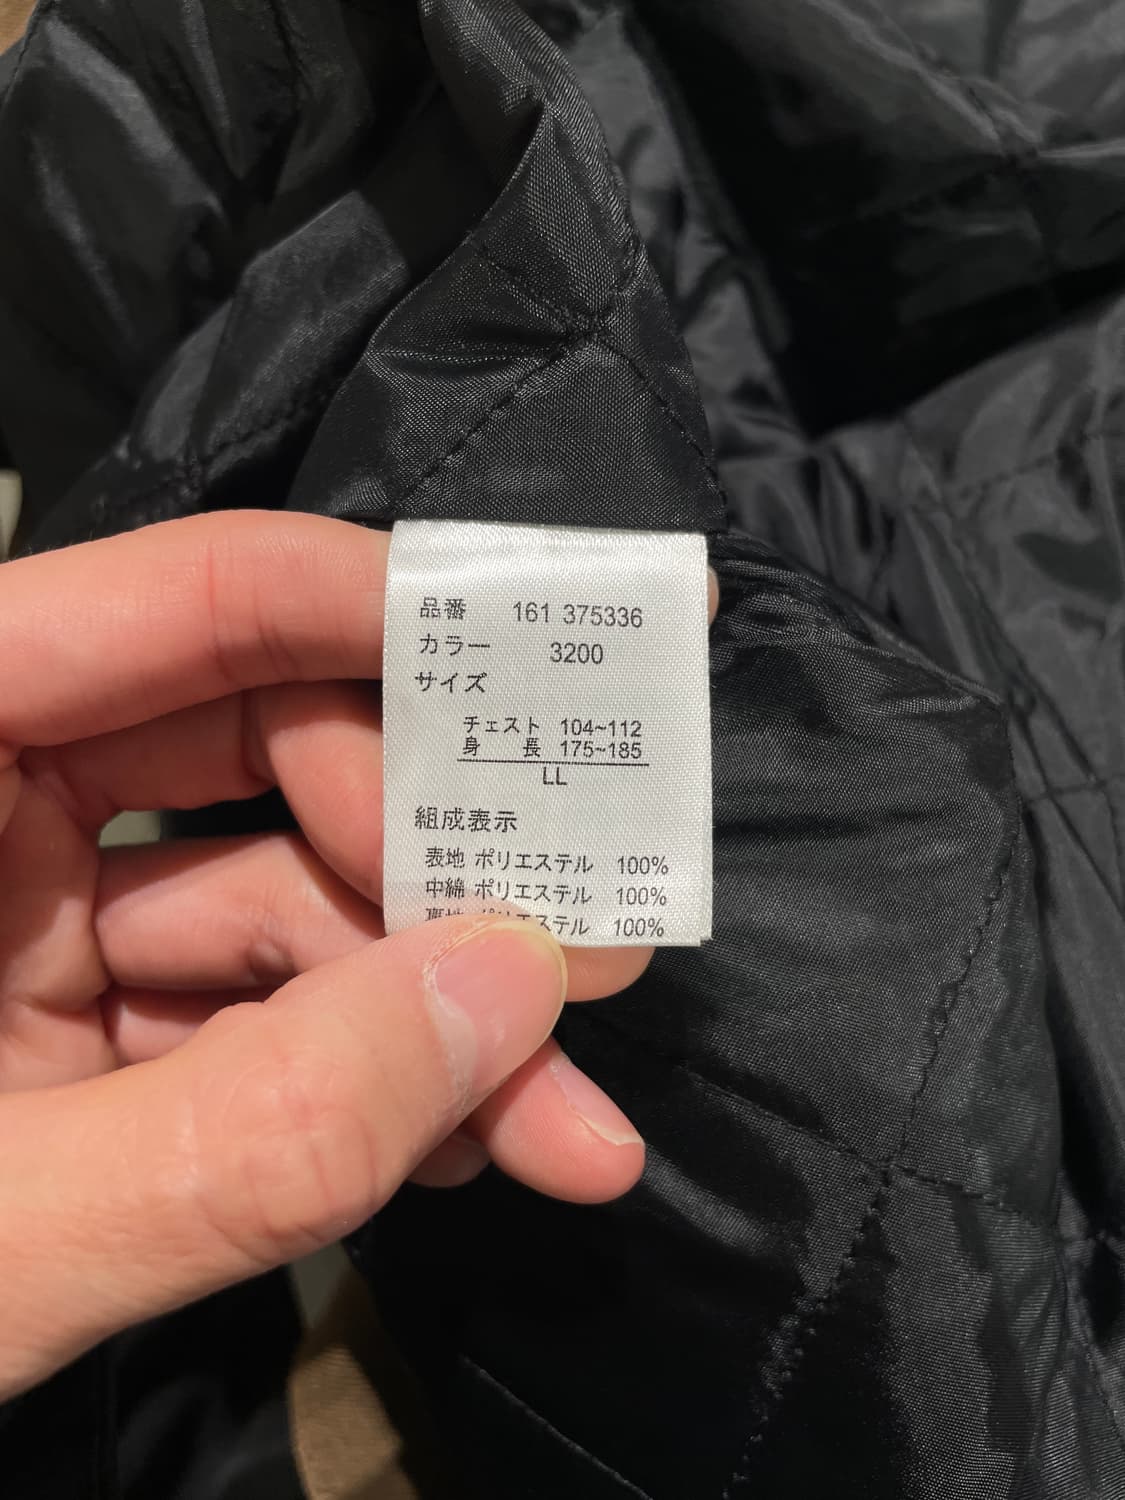 品番 161 375336
カラー 3200
サイズ
チェスト 104~112
身長 175~185
LL
組成表示
表地 ポリエステル 100%
中綿 ポリエステル 100%
裏地 ポリエステル 100%